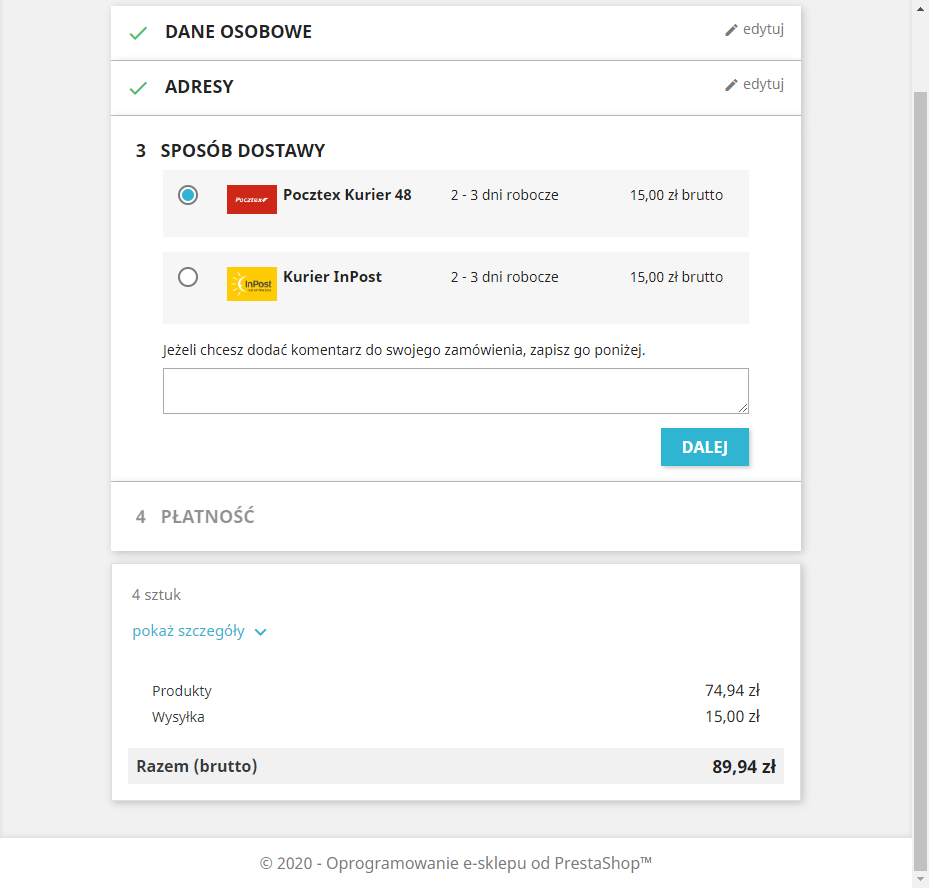 DANE OSOBOWE
edytuj
ADRESY
edytuj
3 SPOSÓB DOSTAWY
Pocztex Pocztex Kurier 48 2 - 3 dni robocze 15,00 zł brutto
InPost Kurier InPost 2 - 3 dni robocze 15,00 zł brutto
Jeżeli chcesz dodać komentarz do swojego zamówienia, zapisz go poniżej.
DALEJ
4 PŁATNOŚĆ
4 sztuk
pokaż szczegóły
Produkty 74,94 zł
Wysyłka 15,00 zł
Razem (brutto) 89,94 zł
© 2020 - Oprogramowanie e-sklepu od PrestaShop™